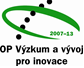 2007-13
OP Výzkum a vývoj
pro inovace